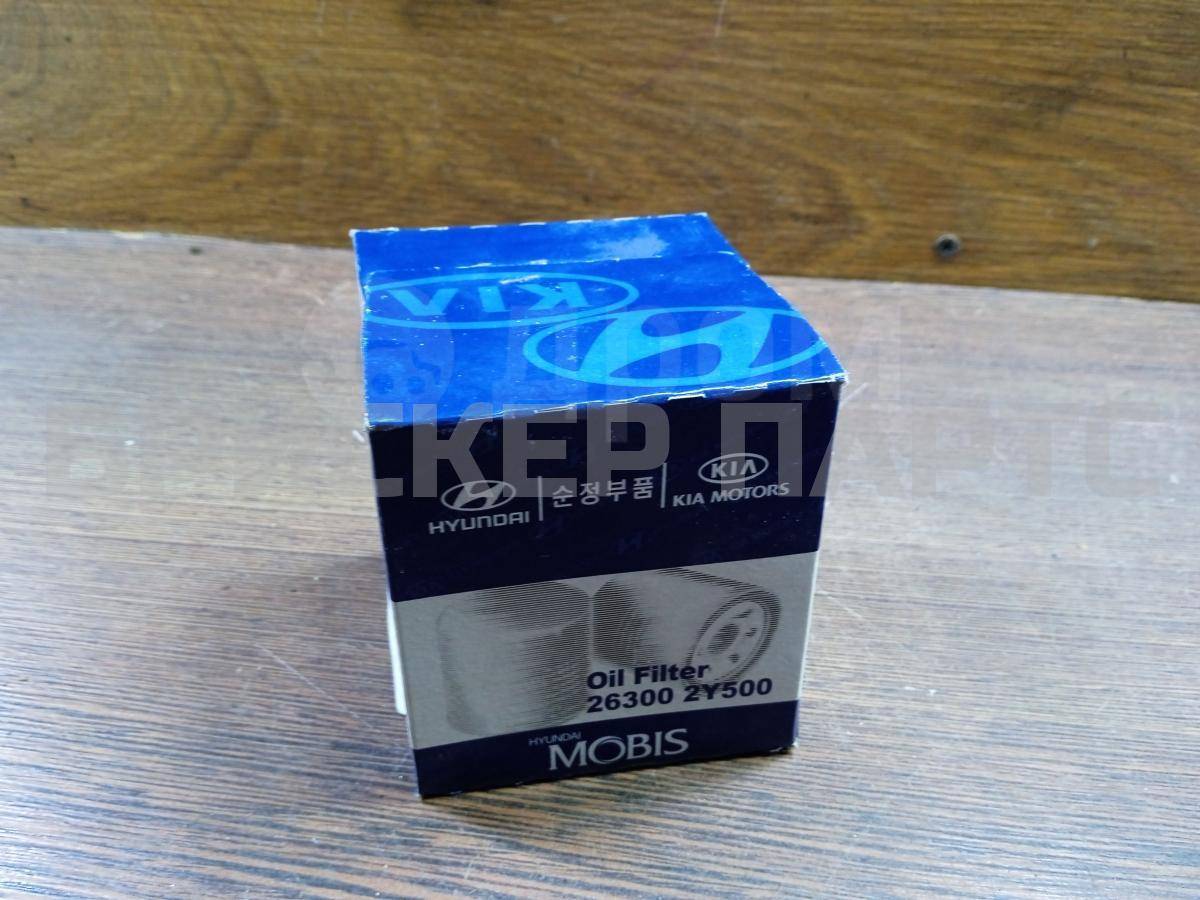 KIA
HYUNDAI
순정부품
KIA
KIA MOTORS
Oil Filter
26300 2Y500
HYUNDAI
MOBIS